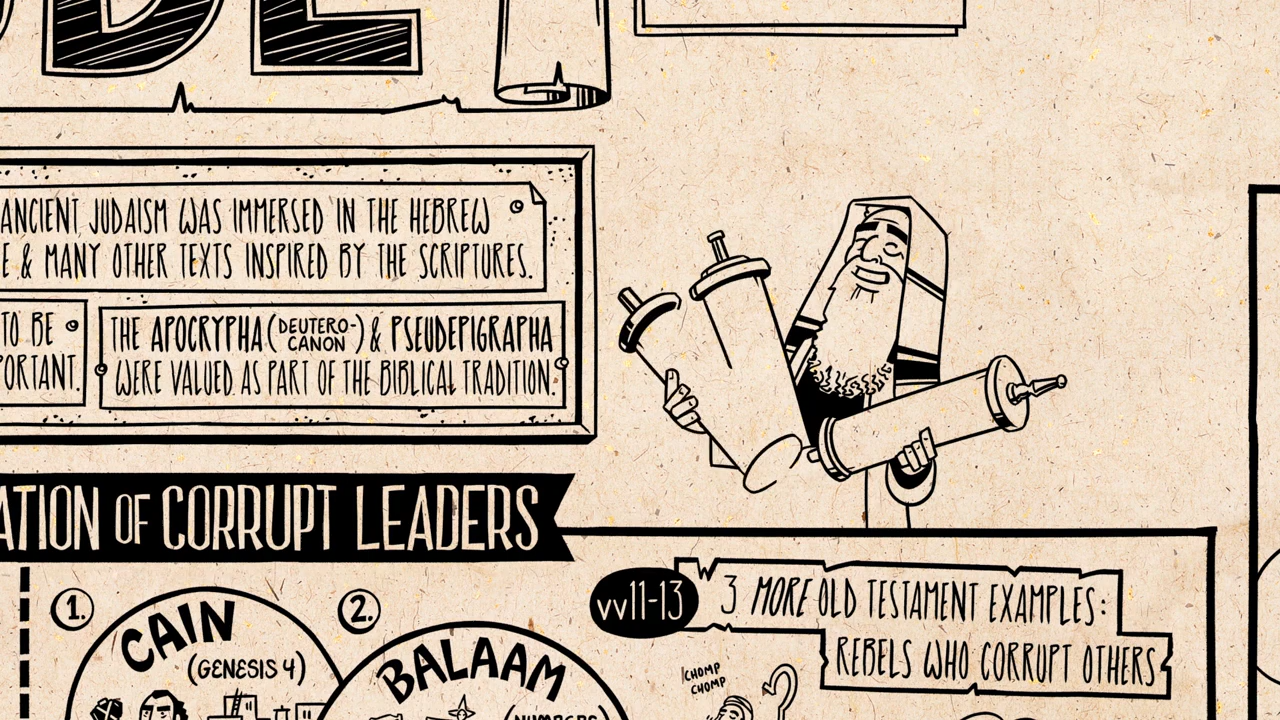 ANCIENT JUDAISM WAS IMMERSED IN THE HEBREW
& MANY OTHER TEXTS INSPIRED BY THE SCRIPTURES.
TO BE
THE APOCRYPHA (DEUTERO-CANON) & PSEUDEPIGRAPHA
WERE VALUED AS PART OF THE BIBLICAL TRADITION.
OF CORRUPT LEADERS
vv11-13
3 MORE OLD TESTAMENT EXAMPLES:
REBELS WHO CORRUPT OTHERS
1.
CAIN
(GENESIS 4)
2.
BALAAM
(NUMBERS
CHOMP
CHOMP